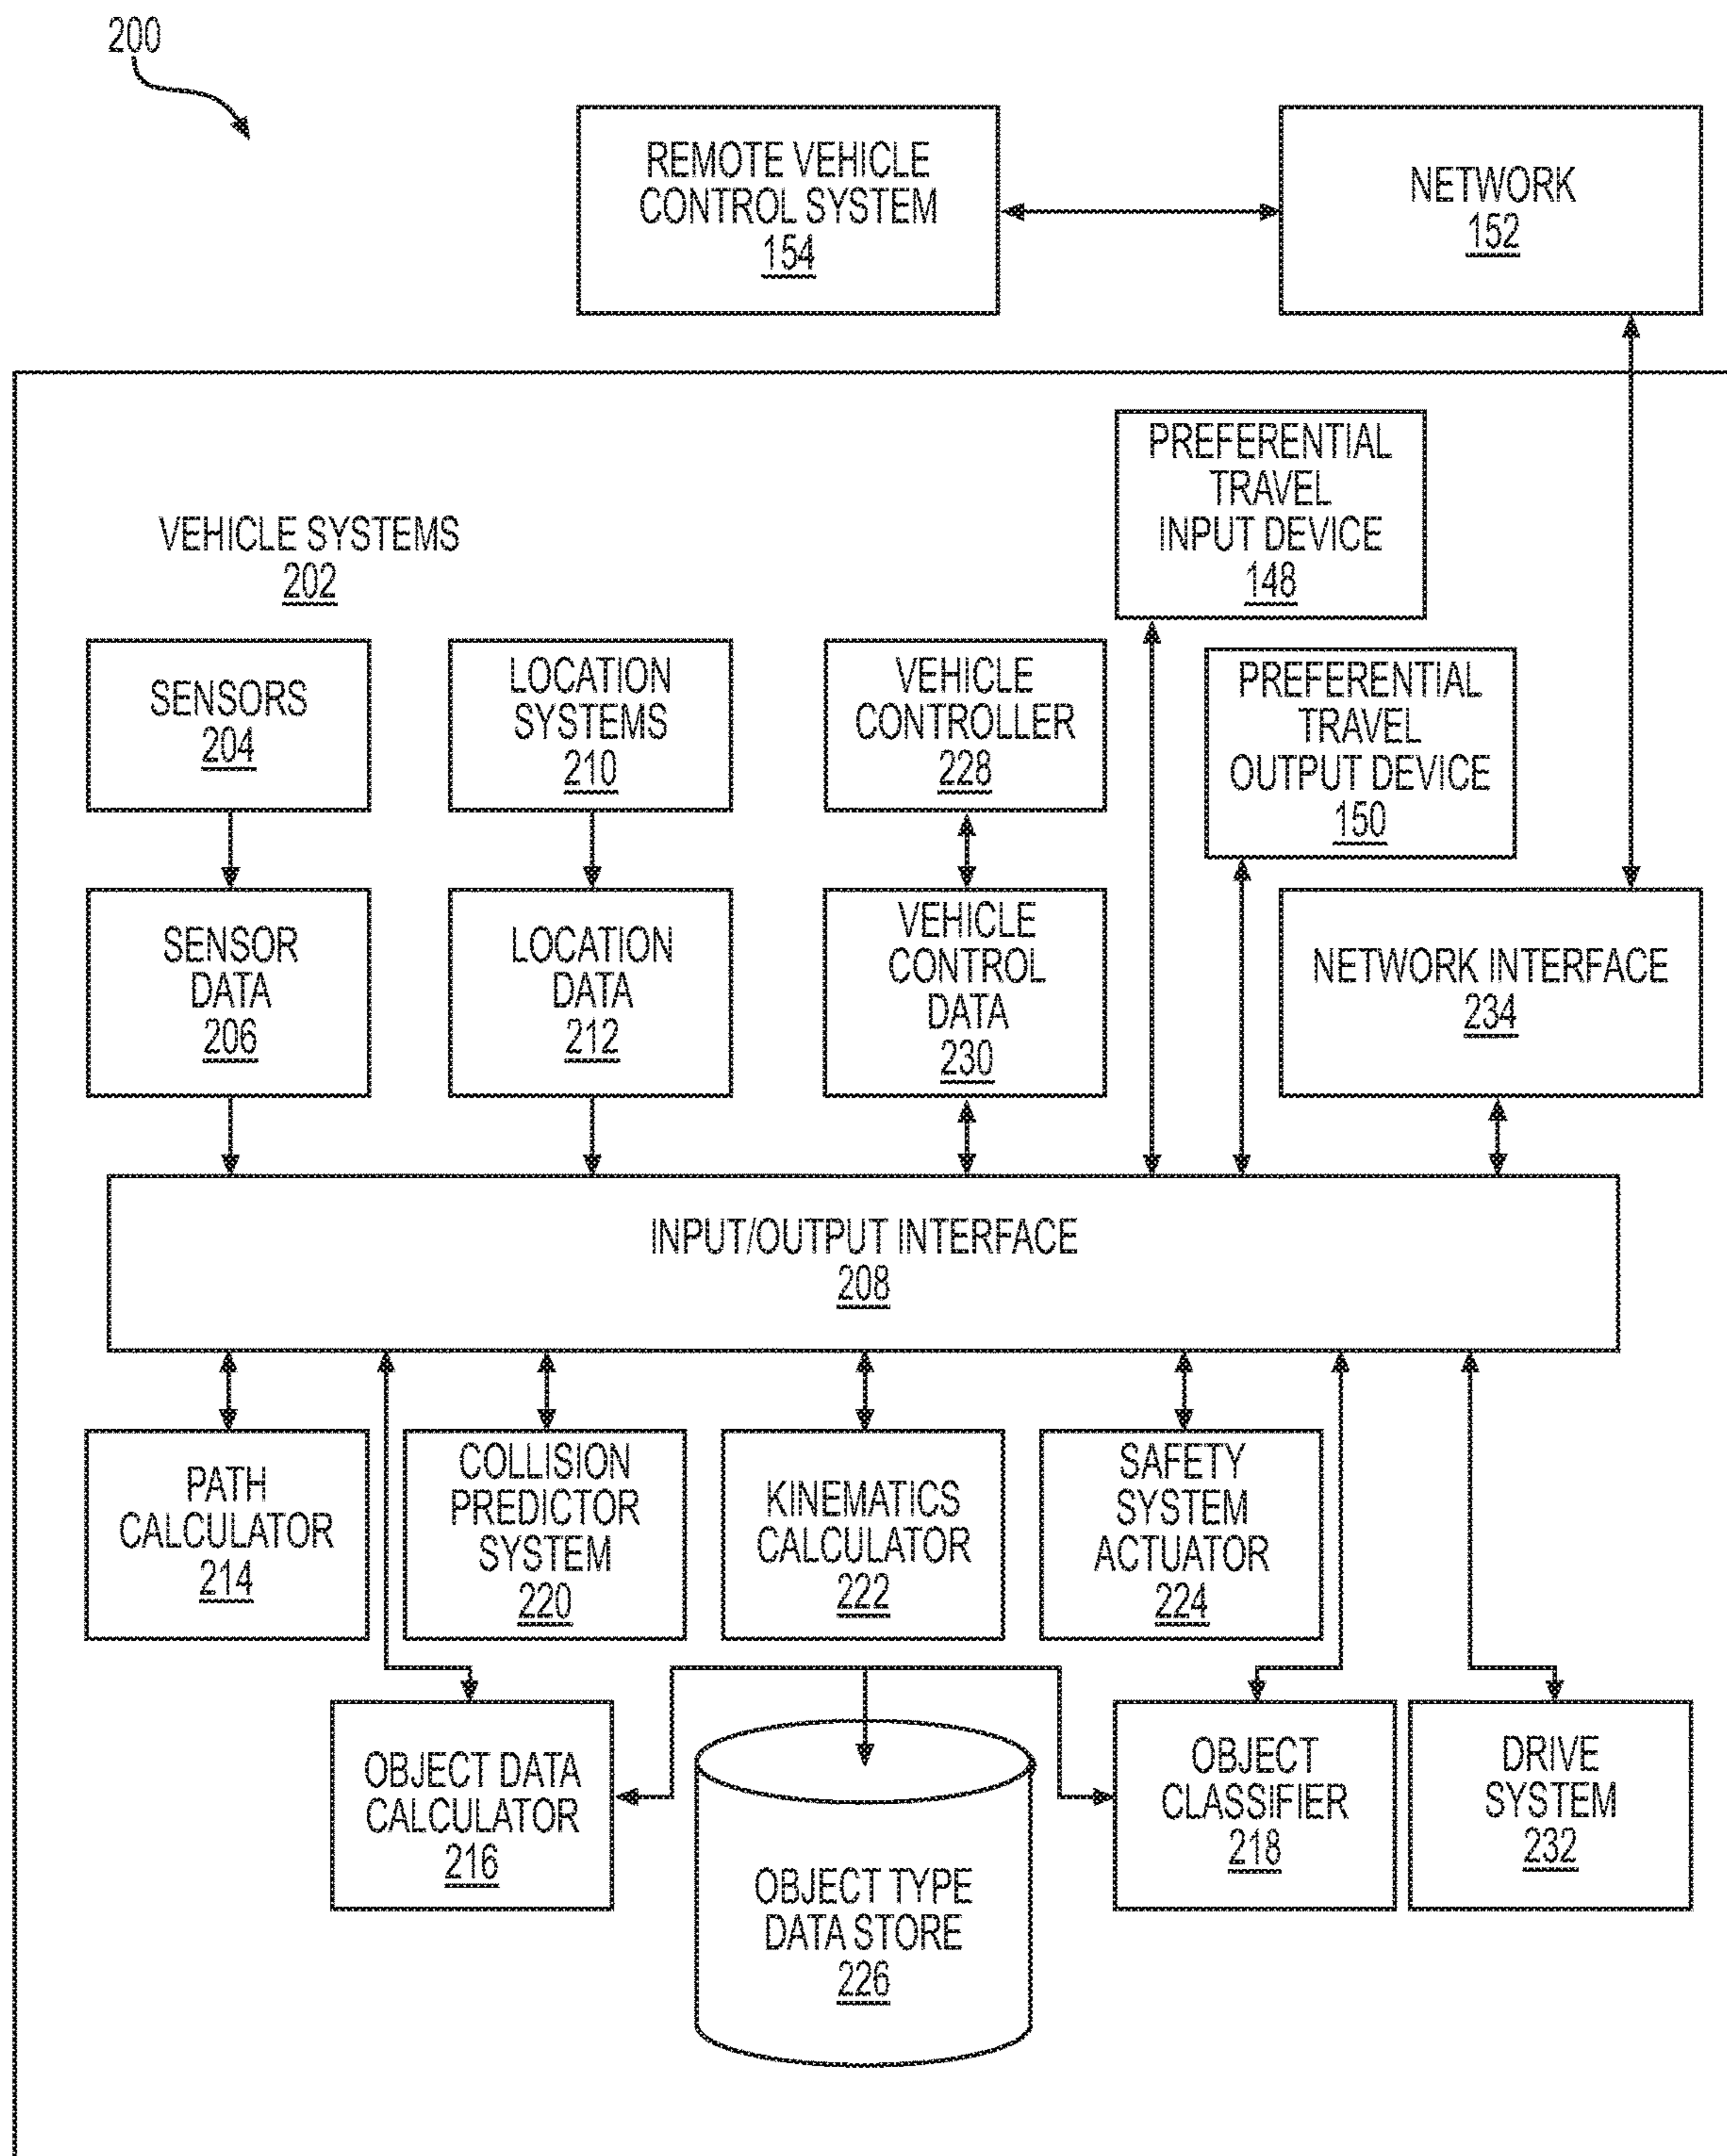 200
REMOTE VEHICLE
CONTROL SYSTEM
154
NETWORK
152
VEHICLE SYSTEMS
202
PREFERENTIAL
TRAVEL
INPUT DEVICE
148
SENSORS
204
LOCATION
SYSTEMS
210
VEHICLE
CONTROLLER
228
PREFERENTIAL
TRAVEL
OUTPUT DEVICE
150
SENSOR
DATA
206
LOCATION
DATA
212
VEHICLE
CONTROL
DATA
230
NETWORK INTERFACE
234
INPUT/OUTPUT INTERFACE
208
PATH
CALCULATOR
214
COLLISION
PREDICTOR
SYSTEM
220
KINEMATICS
CALCULATOR
222
SAFETY
SYSTEM
ACTUATOR
224
OBJECT DATA
CALCULATOR
216
OBJECT TYPE
DATA STORE
226
OBJECT
CLASSIFIER
218
DRIVE
SYSTEM
232